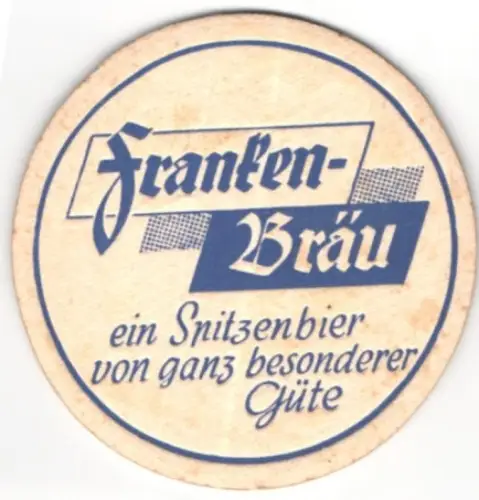 Franken-
Bräu
ein Spitzenbier
von ganz besonderer
Güte